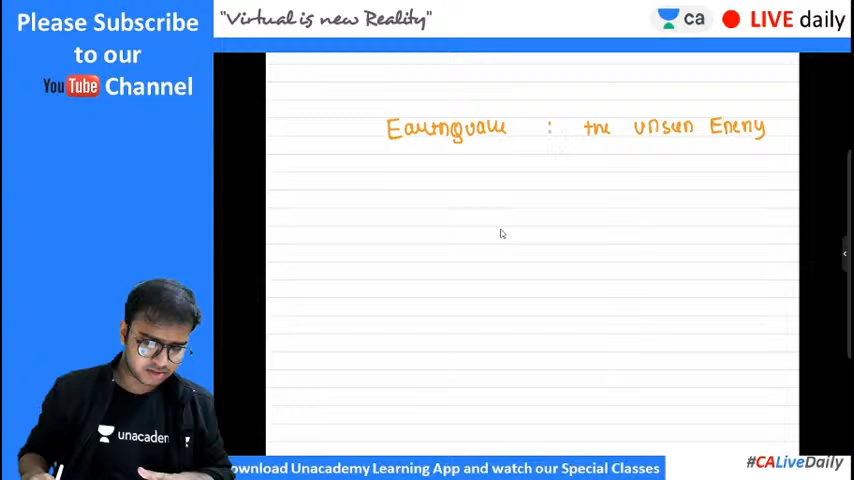 Please Subscribe
to our
YouTube Channel
"Virtual is new Reality"
ca LIVE daily
Earthquake : the unseen Enemy
unacademy
ownload Unacademy Learning App and watch our Special Classes
#CALiveDaily